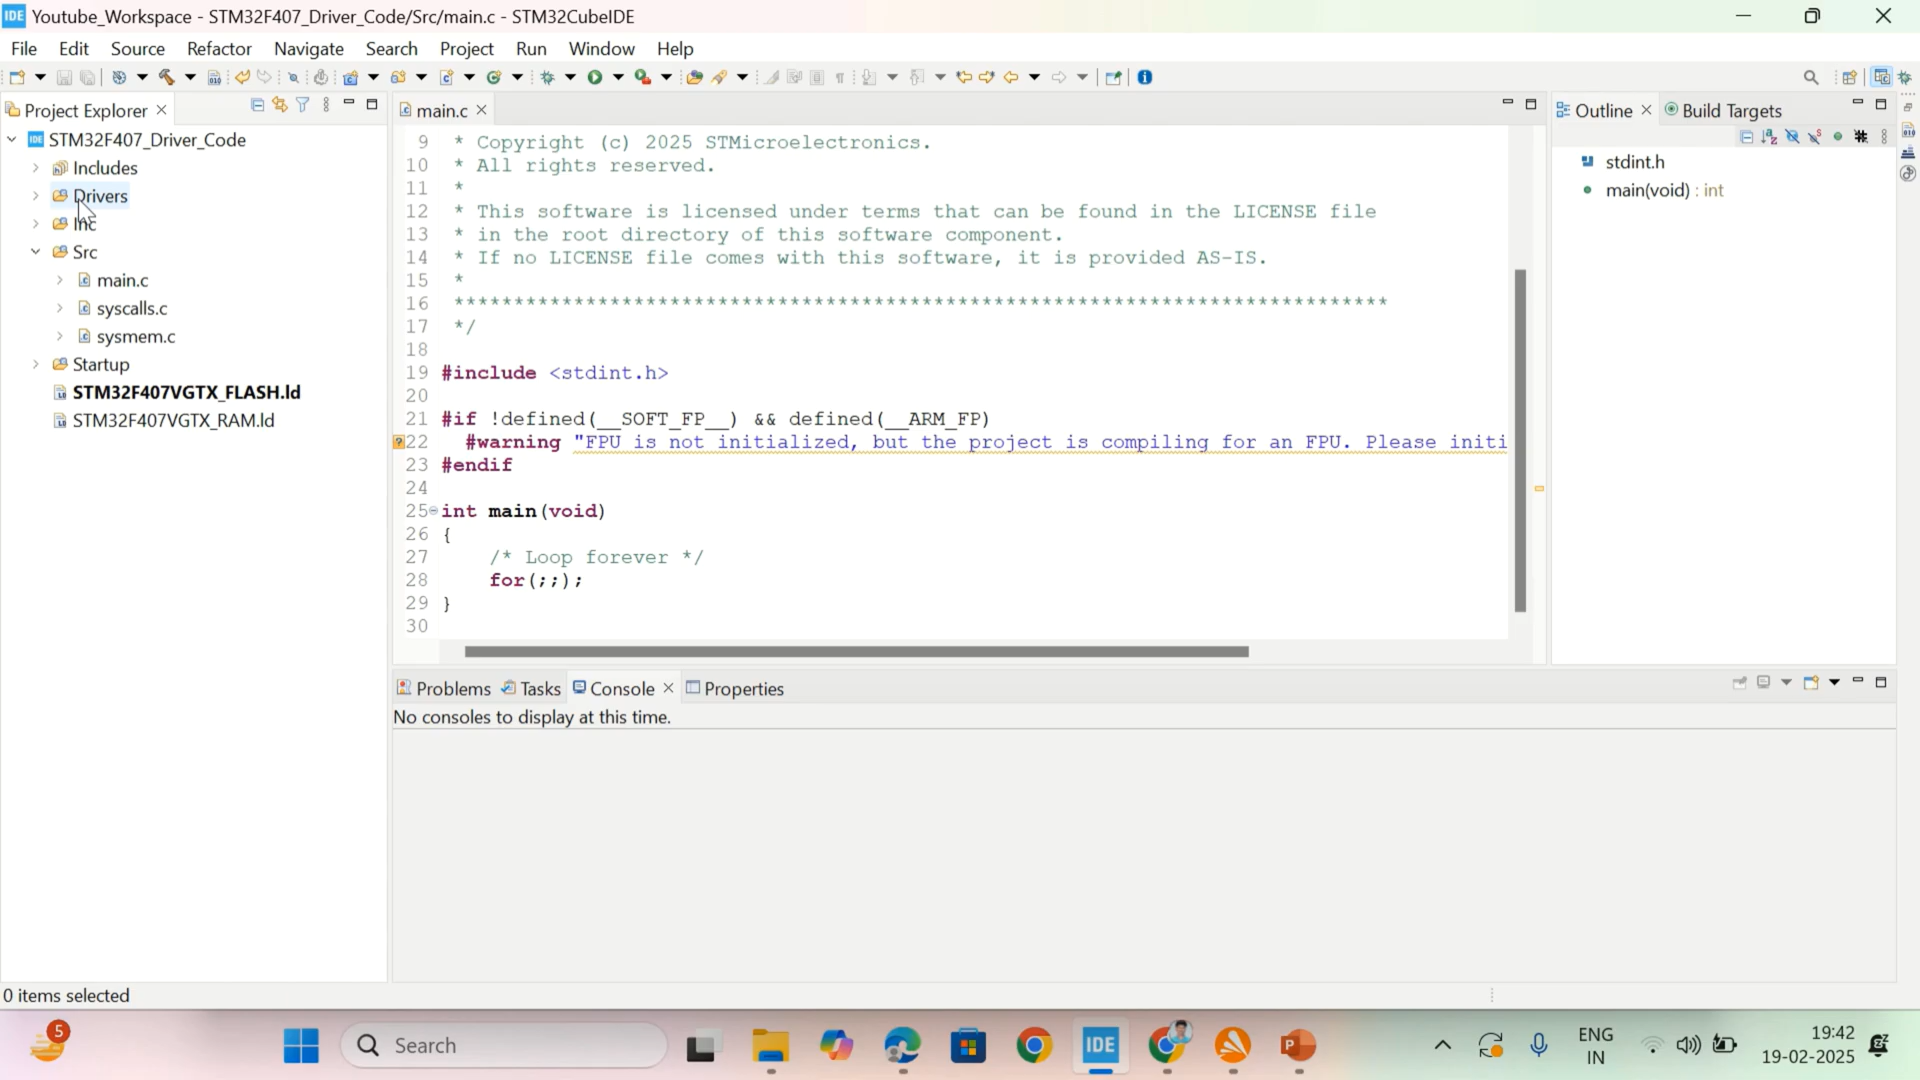 IDE Youtube_Workspace - STM32F407_Driver_Code/Src/main.c - STM32CubeIDE
File Edit Source Refactor Navigate Search Project Run Window Help
Project Explorer
main.c
Outline
Build Targets
IDE STM32F407_Driver_Code
Includes
Drivers
Inc
Src
main.c
syscalls.c
sysmem.c
Startup
STM32F407VGTX_FLASH.ld
STM32F407VGTX_RAM.ld
9 * Copyright (c) 2025 STMicroelectronics.
10 * All rights reserved.
11 *
12 * This software is licensed under terms that can be found in the LICENSE file
13 * in the root directory of this software component.
14 * If no LICENSE file comes with this software, it is provided AS-IS.
15 *
16 ******************************************************************************
17 */
18
19 #include <stdint.h>
20
21 #if !defined(__SOFT_FP__) && defined(__ARM_FP)
22 #warning "FPU is not initialized, but the project is compiling for an FPU. Please initi
23 #endif
24
25 int main(void)
26 {
27 /* Loop forever */
28 for(;;);
29 }
30
stdint.h
main(void) : int
Problems Tasks Console Properties
No consoles to display at this time.
0 items selected
5
Search
IDE
ENG
IN
19:42
19-02-2025